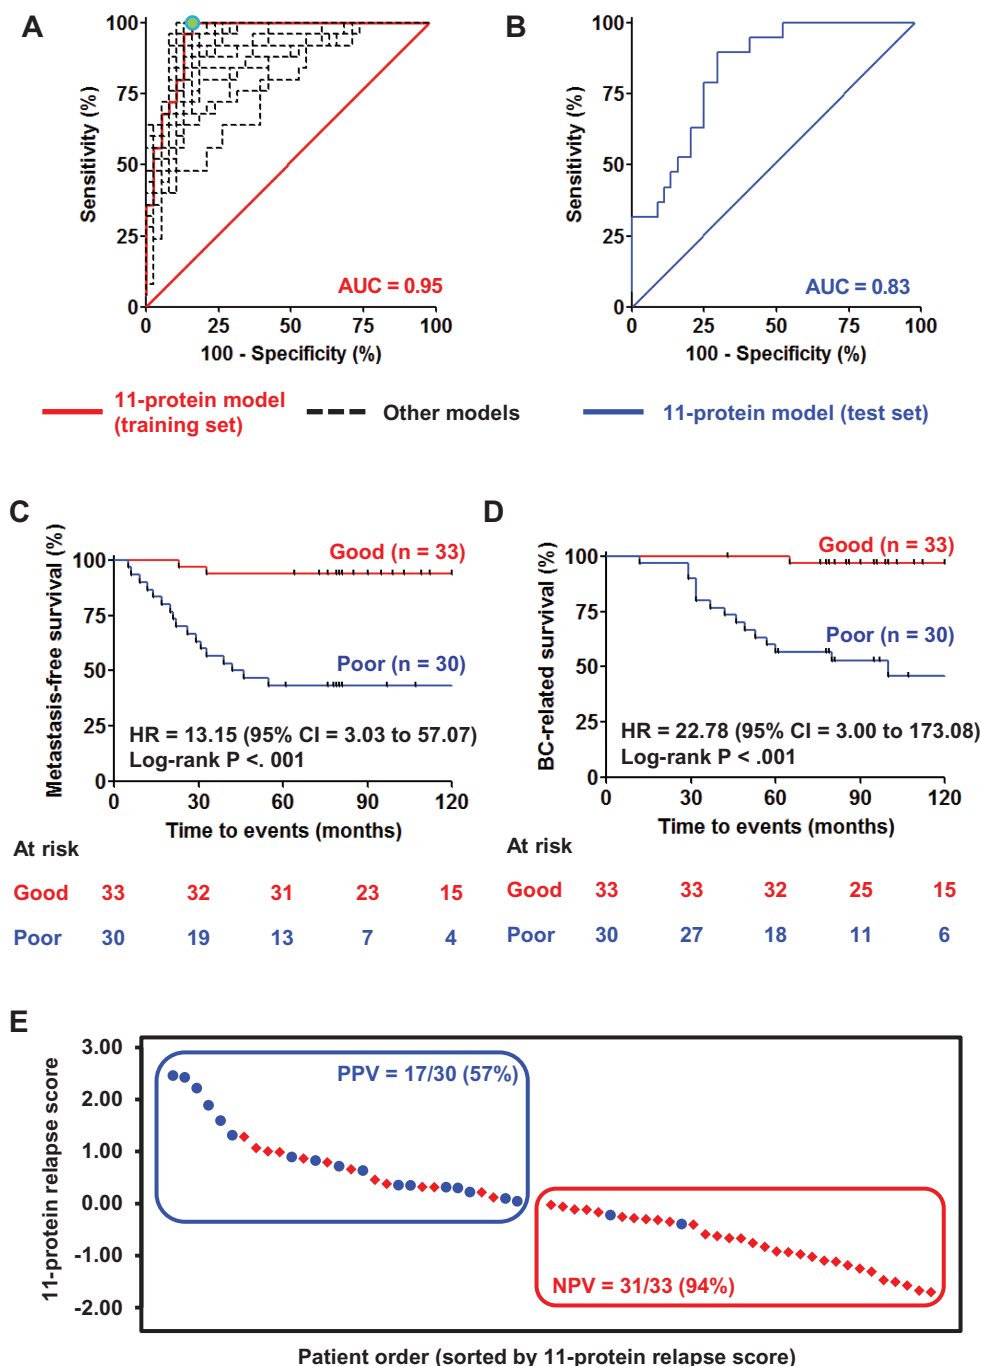 A
B
100
75
50
25
0
Sensitivity (%)
AUC = 0.95
0 25 50 75 100
100 - Specificity (%)
100
75
50
25
0
Sensitivity (%)
AUC = 0.83
0 25 50 75 100
100 - Specificity (%)
11-protein model
(training set)
Other models
11-protein model (test set)
C
100
75
50
25
0
Metastasis-free survival (%)
Good (n = 33)
Poor (n = 30)
HR = 13.15 (95% CI = 3.03 to 57.07)
Log-rank P <. 001
0 30 60 90 120
Time to events (months)
At risk
Good 33 32 31 23 15
Poor 30 19 13 7 4
D
100
75
50
25
0
BC-related survival (%)
Good (n = 33)
Poor (n = 30)
HR = 22.78 (95% CI = 3.00 to 173.08)
Log-rank P < .001
0 30 60 90 120
Time to events (months)
At risk
Good 33 33 32 25 15
Poor 30 27 18 11 6
E
3.00
2.00
1.00
0.00
-1.00
-2.00
11-protein relapse score
PPV = 17/30 (57%)
NPV = 31/33 (94%)
Patient order (sorted by 11-protein relapse score)